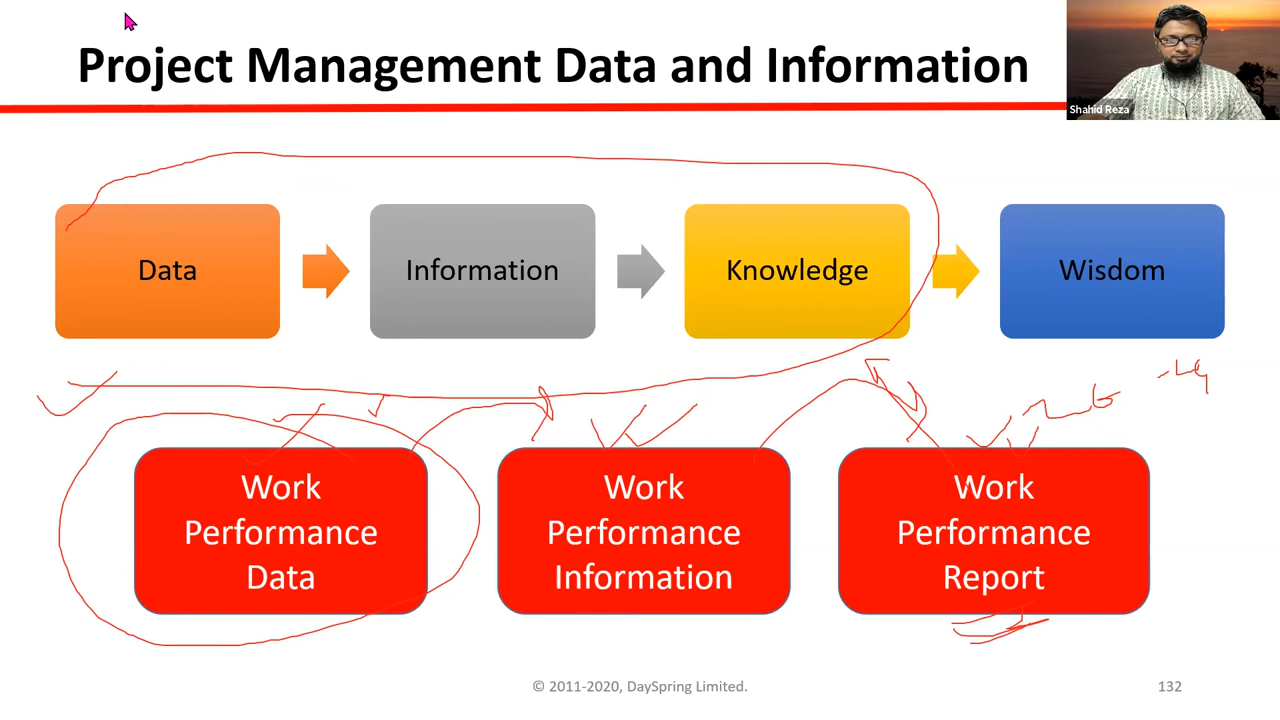 Project Management Data and Information
Shahid Reza
Data
Information
Knowledge
Wisdom
Work
Performance
Data
Work
Performance
Information
Work
Performance
Report
© 2011-2020, DaySpring Limited.
132